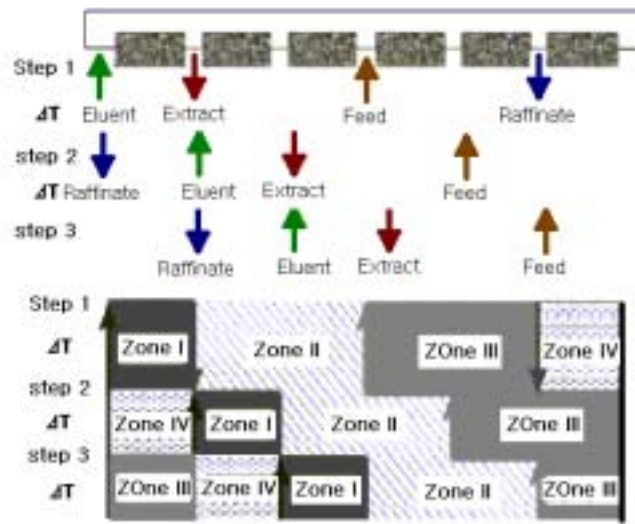 Step 1
ΔT Eluent Extract Feed Raffinate
step 2
ΔT Raffinate Eluent Extract Feed
step 3
Raffinate Eluent Extract Feed
Step 1
ΔT Zone I Zone II ZOne III Zone IV
step 2
ΔT Zone IV Zone I Zone II ZOne III
step 3
ΔT ZOne III Zone IV Zone I Zone II ZOne III